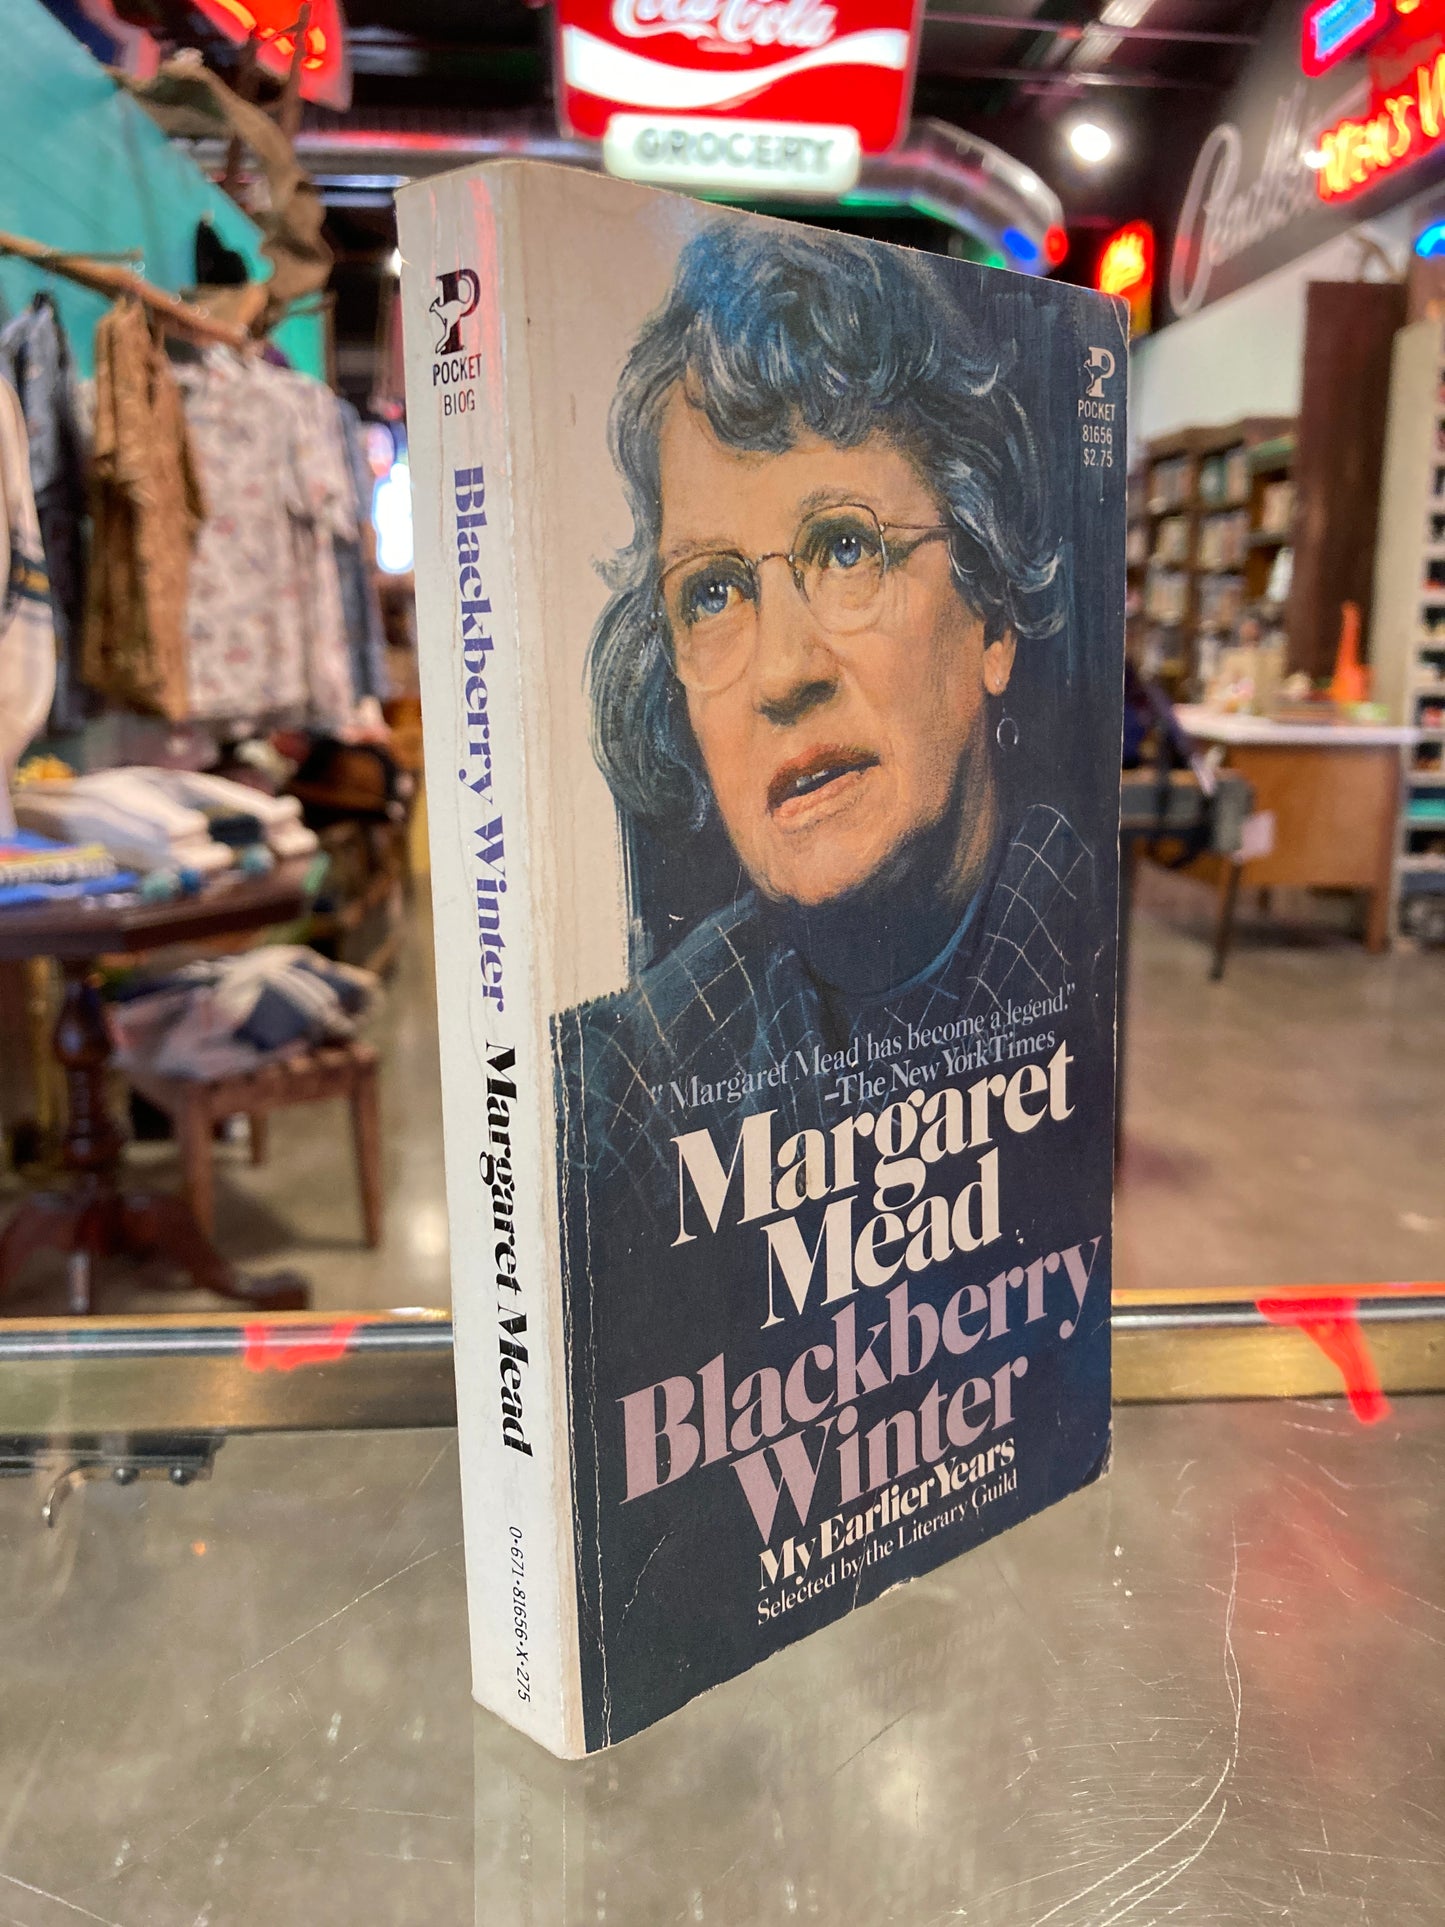 Coca-Cola
GROCERY
MEN'S
POCKET
BIOG
Blackberry Winter Margaret Mead
0•671•81656•X•275
POCKET
81656
$2.75
" Margaret Mead has become a legend."
–The New York Times
Margaret
Mead
Blackberry
Winter
My Earlier Years
Selected by the Literary Guild